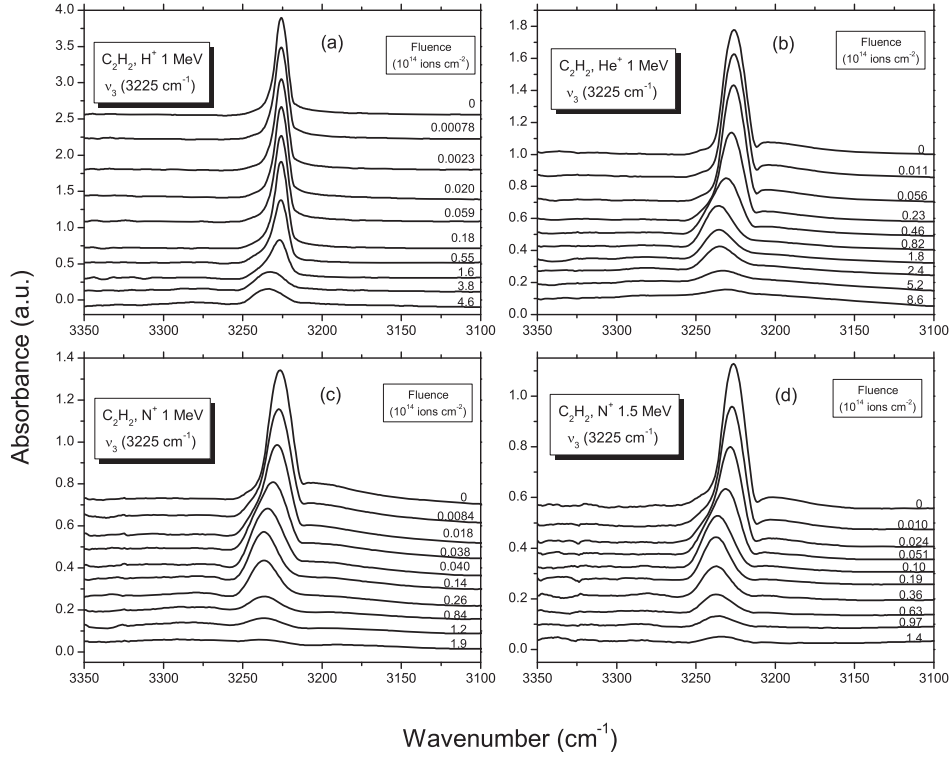 Absorbance (a.u.)
4.0
3.5
3.0
2.5
2.0
1.5
1.0
0.5
0.0
C₂H₂, H⁺ 1 MeV
ν₃ (3225 cm⁻¹)
(a)
Fluence
(10¹⁴ ions cm⁻²)
0
0.00078
0.0023
0.020
0.059
0.18
0.55
1.6
3.8
4.6
3350 3300 3250 3200 3150 3100
1.8
1.6
1.4
1.2
1.0
0.8
0.6
0.4
0.2
0.0
C₂H₂, He⁺ 1 MeV
ν₃ (3225 cm⁻¹)
(b)
Fluence
(10¹⁴ ions cm⁻²)
0
0.011
0.056
0.23
0.46
0.82
1.8
2.4
5.2
8.6
3350 3300 3250 3200 3150 3100
1.4
1.2
1.0
0.8
0.6
0.4
0.2
0.0
C₂H₂, N⁺ 1 MeV
ν₃ (3225 cm⁻¹)
(c)
Fluence
(10¹⁴ ions cm⁻²)
0
0.0084
0.018
0.038
0.040
0.14
0.26
0.84
1.2
1.9
3350 3300 3250 3200 3150 3100
1.0
0.8
0.6
0.4
0.2
0.0
C₂H₂, N⁺ 1.5 MeV
ν₃ (3225 cm⁻¹)
(d)
Fluence
(10¹⁴ ions cm⁻²)
0
0.010
0.024
0.051
0.10
0.19
0.36
0.63
0.97
1.4
3350 3300 3250 3200 3150 3100
Wavenumber (cm⁻¹)